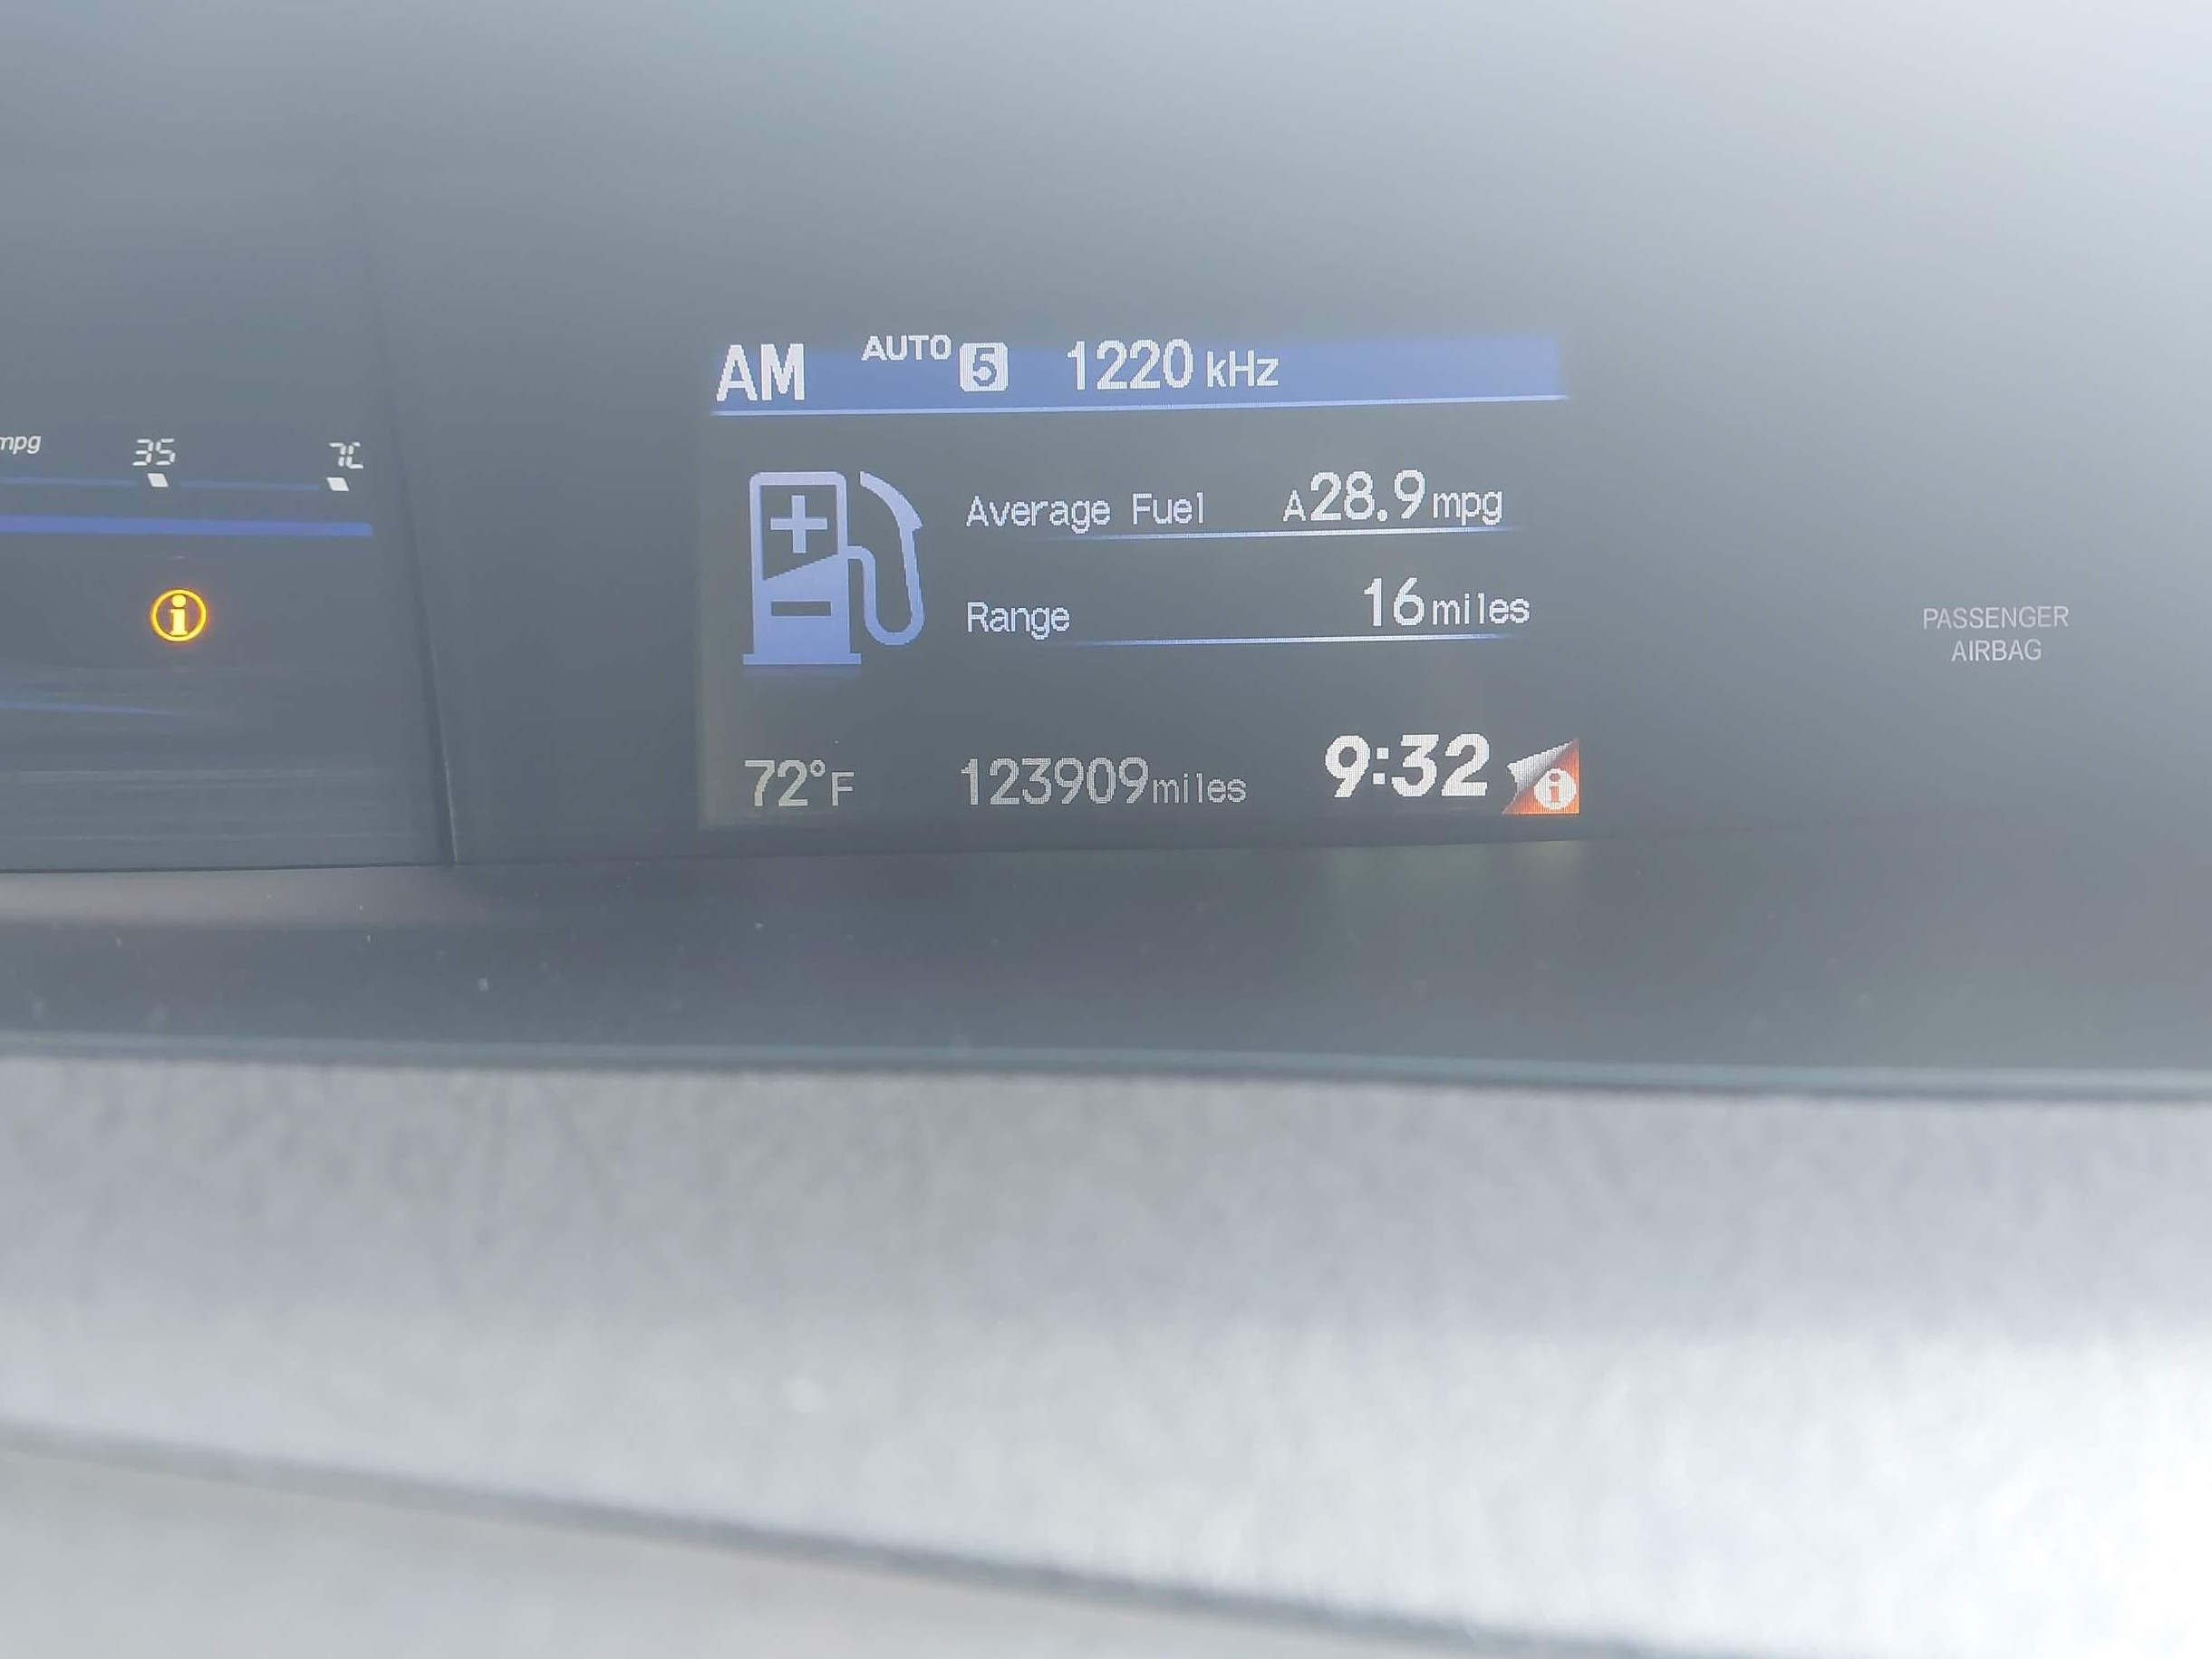 AM AUTO 5 1220 kHz
mpg 35 70
Average Fuel A28.9mpg
Range 16miles
72°F 123909miles 9:32
PASSENGER
AIRBAG